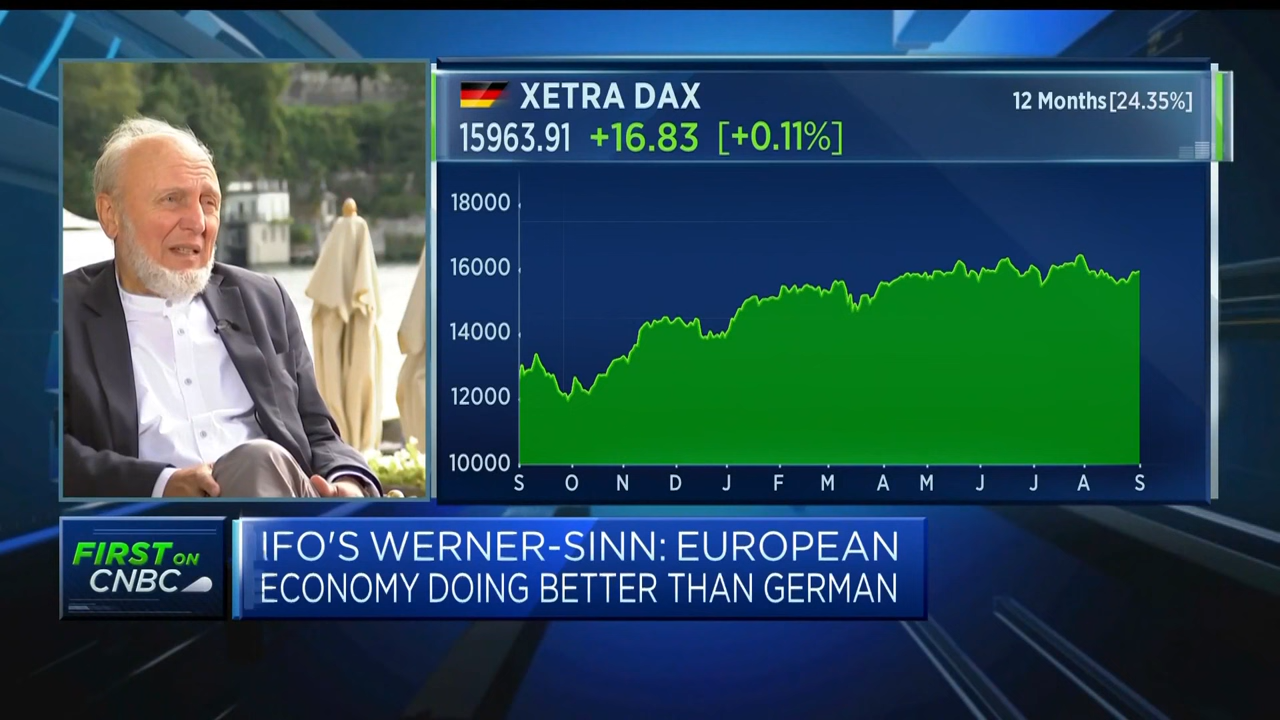 XETRA DAX
12 Months[24.35%]
15963.91 +16.83 [+0.11%]
18000
16000
14000
12000
10000
S O N D J F M A M J J A S
FIRST ON
CNBC
IFO'S WERNER-SINN: EUROPEAN
ECONOMY DOING BETTER THAN GERMAN